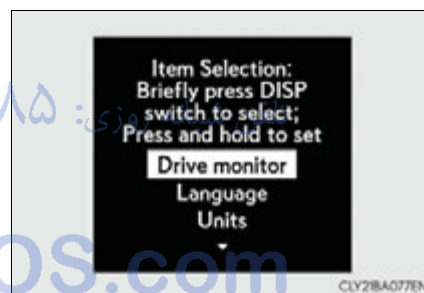 Item Selection:
Briefly press DISP
switch to select;
Press and hold to set
Drive monitor
Language
Units
CLY21BA077EN